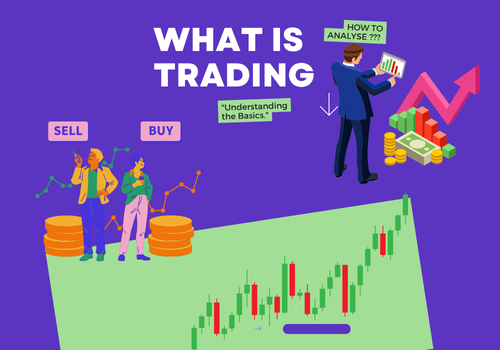 WHAT IS
TRADING
HOW TO
ANALYSE ???
"Understanding
the Basics."
SELL
BUY